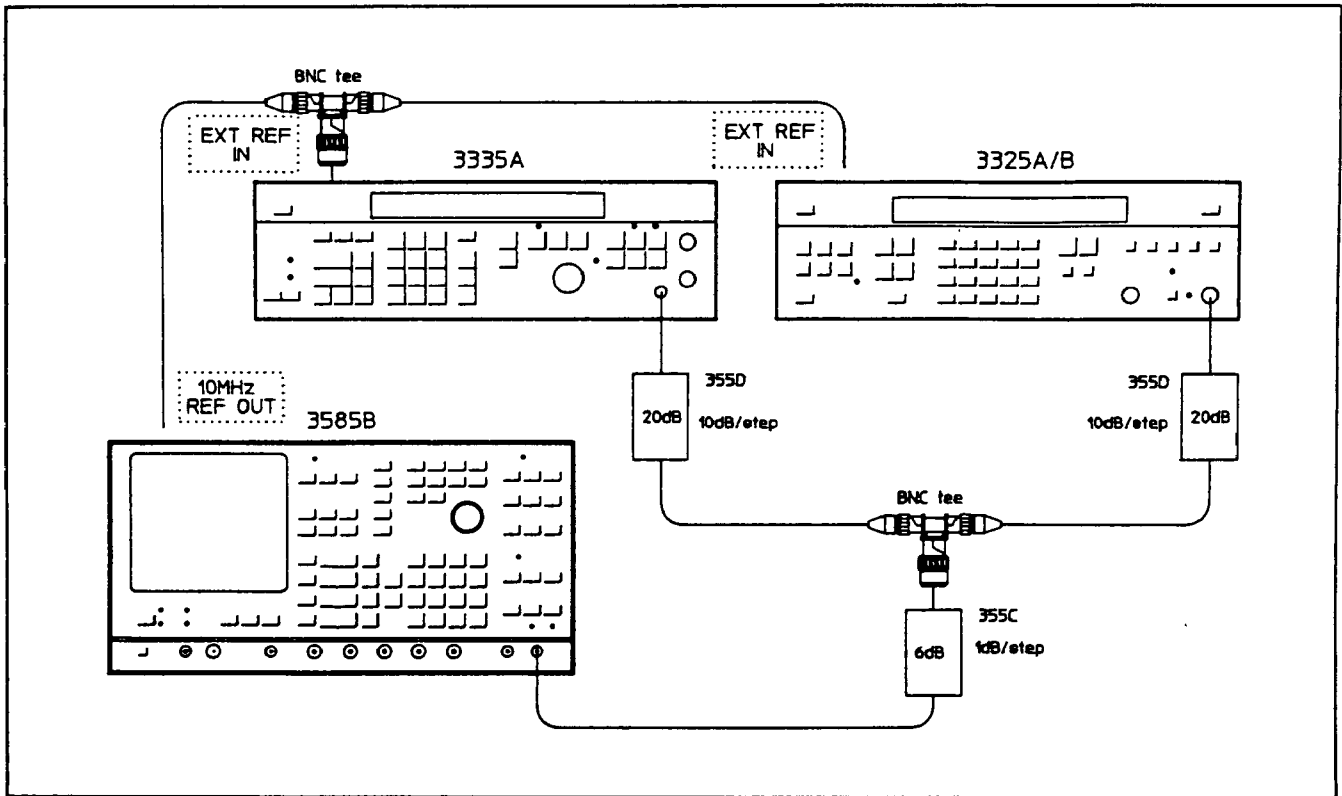 BNC tee
EXT REF
IN
EXT REF
IN
3335A
3325A/B
10MHz
REF OUT
3585B
355D
20dB
10dB/step
355D
10dB/step
20dB
BNC tee
355C
6dB
1dB/step